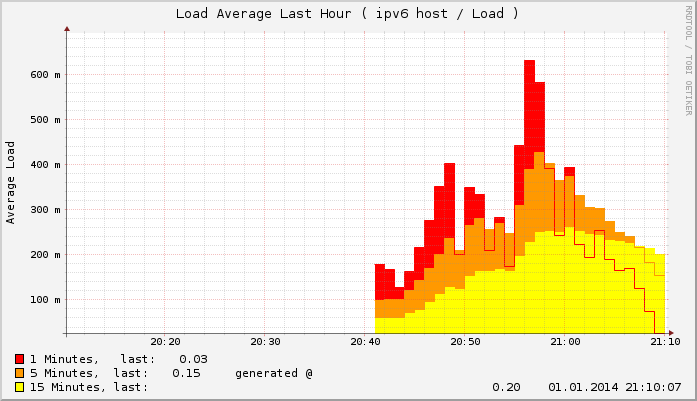 Load Average Last Hour ( ipv6 host / Load )
RRDTOOL / TOBI OETIKER
Average Load
600 m
500 m
400 m
300 m
200 m
100 m
20:20 20:30 20:40 20:50 21:00 21:10
1 Minutes, last: 0.03
5 Minutes, last: 0.15 generated @
15 Minutes, last: 0.20 01.01.2014 21:10:07